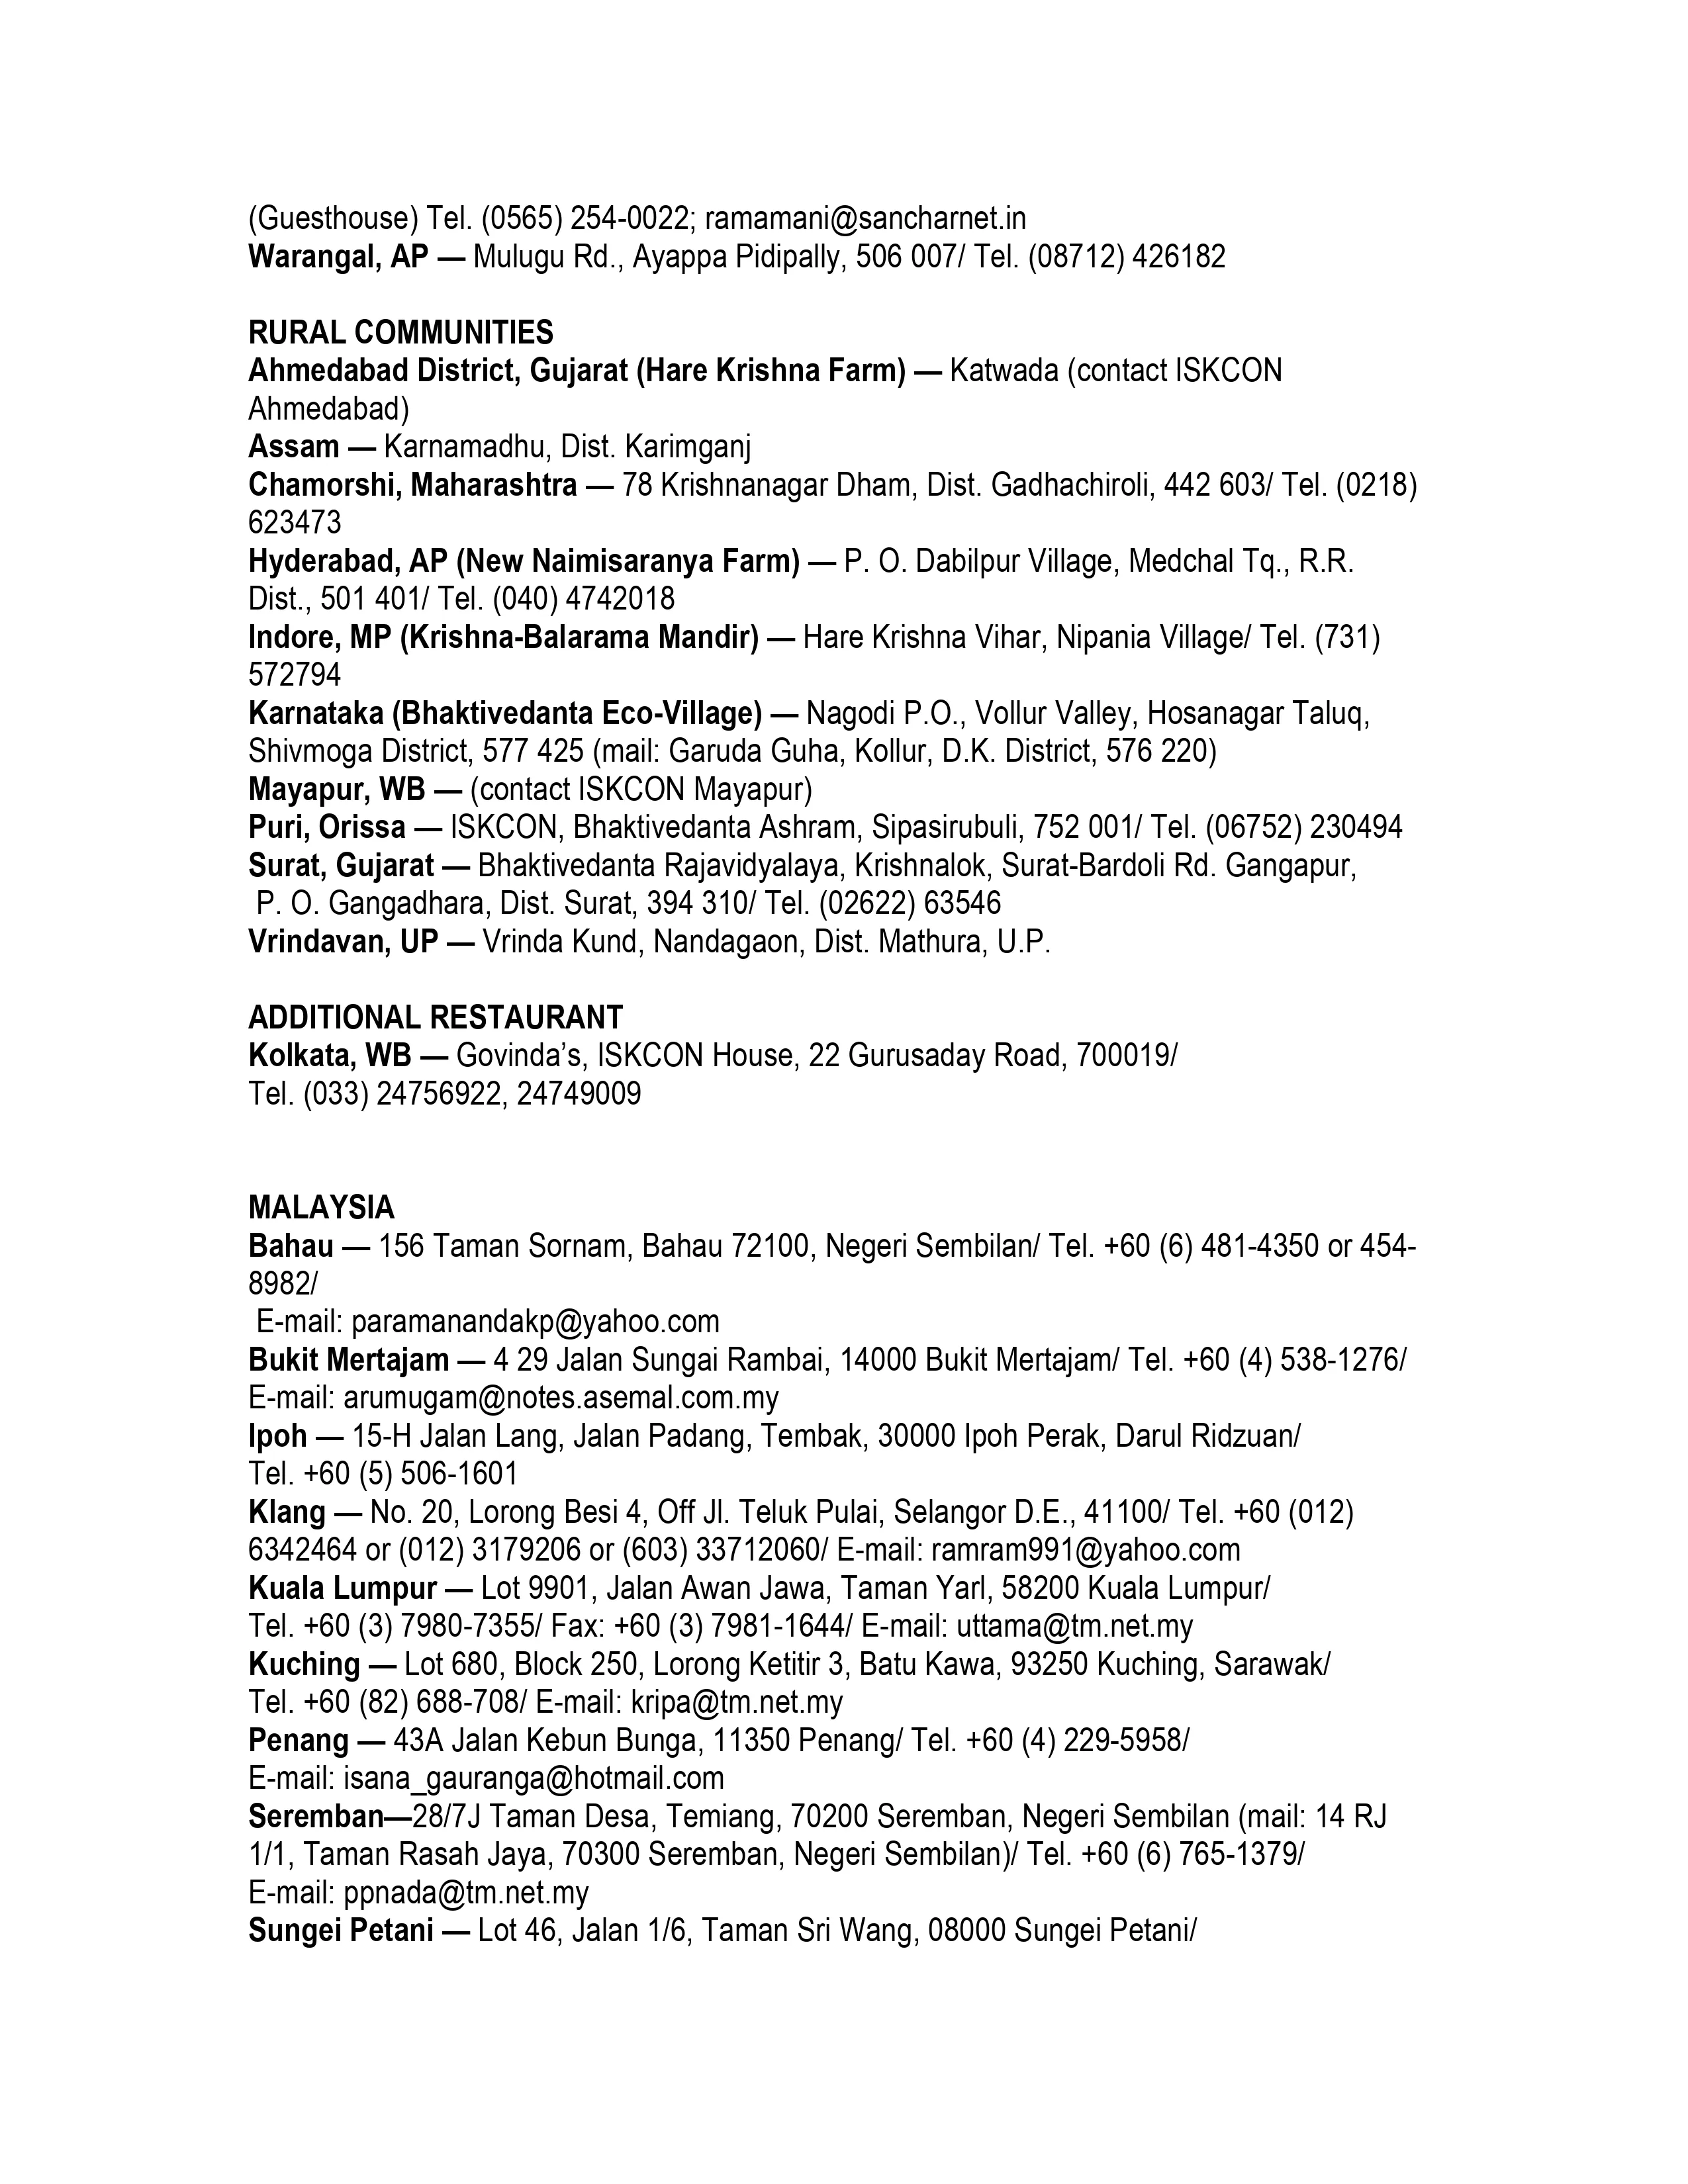 (Guesthouse) Tel. (0565) 254-0022; ramamani@sancharnet.in
Warangal, AP — Mulugu Rd., Ayappa Pidipally, 506 007/ Tel. (08712) 426182
RURAL COMMUNITIES
Ahmedabad District, Gujarat (Hare Krishna Farm) — Katwada (contact ISKCON
Ahmedabad)
Assam — Karnamadhu, Dist. Karimganj
Chamorshi, Maharashtra — 78 Krishnanagar Dham, Dist. Gadhachiroli, 442 603/ Tel. (0218)
623473
Hyderabad, AP (New Naimisaranya Farm) — P. O. Dabilpur Village, Medchal Tq., R.R.
Dist., 501 401/ Tel. (040) 4742018
Indore, MP (Krishna-Balarama Mandir) — Hare Krishna Vihar, Nipania Village/ Tel. (731)
572794
Karnataka (Bhaktivedanta Eco-Village) — Nagodi P.O., Vollur Valley, Hosanagar Taluq,
Shivmoga District, 577 425 (mail: Garuda Guha, Kollur, D.K. District, 576 220)
Mayapur, WB — (contact ISKCON Mayapur)
Puri, Orissa — ISKCON, Bhaktivedanta Ashram, Sipasirubuli, 752 001/ Tel. (06752) 230494
Surat, Gujarat — Bhaktivedanta Rajavidyalaya, Krishnalok, Surat-Bardoli Rd. Gangapur,
P. O. Gangadhara, Dist. Surat, 394 310/ Tel. (02622) 63546
Vrindavan, UP — Vrinda Kund, Nandagaon, Dist. Mathura, U.P.
ADDITIONAL RESTAURANT
Kolkata, WB — Govinda’s, ISKCON House, 22 Gurusaday Road, 700019/
Tel. (033) 24756922, 24749009
MALAYSIA
Bahau — 156 Taman Sornam, Bahau 72100, Negeri Sembilan/ Tel. +60 (6) 481-4350 or 454-
8982/
E-mail: paramanandakp@yahoo.com
Bukit Mertajam — 4 29 Jalan Sungai Rambai, 14000 Bukit Mertajam/ Tel. +60 (4) 538-1276/
E-mail: arumugam@notes.asemal.com.my
Ipoh — 15-H Jalan Lang, Jalan Padang, Tembak, 30000 Ipoh Perak, Darul Ridzuan/
Tel. +60 (5) 506-1601
Klang — No. 20, Lorong Besi 4, Off Jl. Teluk Pulai, Selangor D.E., 41100/ Tel. +60 (012)
6342464 or (012) 3179206 or (603) 33712060/ E-mail: ramram991@yahoo.com
Kuala Lumpur — Lot 9901, Jalan Awan Jawa, Taman Yarl, 58200 Kuala Lumpur/
Tel. +60 (3) 7980-7355/ Fax: +60 (3) 7981-1644/ E-mail: uttama@tm.net.my
Kuching — Lot 680, Block 250, Lorong Ketitir 3, Batu Kawa, 93250 Kuching, Sarawak/
Tel. +60 (82) 688-708/ E-mail: kripa@tm.net.my
Penang — 43A Jalan Kebun Bunga, 11350 Penang/ Tel. +60 (4) 229-5958/
E-mail: isana_gauranga@hotmail.com
Seremban—28/7J Taman Desa, Temiang, 70200 Seremban, Negeri Sembilan (mail: 14 RJ
1/1, Taman Rasah Jaya, 70300 Seremban, Negeri Sembilan)/ Tel. +60 (6) 765-1379/
E-mail: ppnada@tm.net.my
Sungei Petani — Lot 46, Jalan 1/6, Taman Sri Wang, 08000 Sungei Petani/